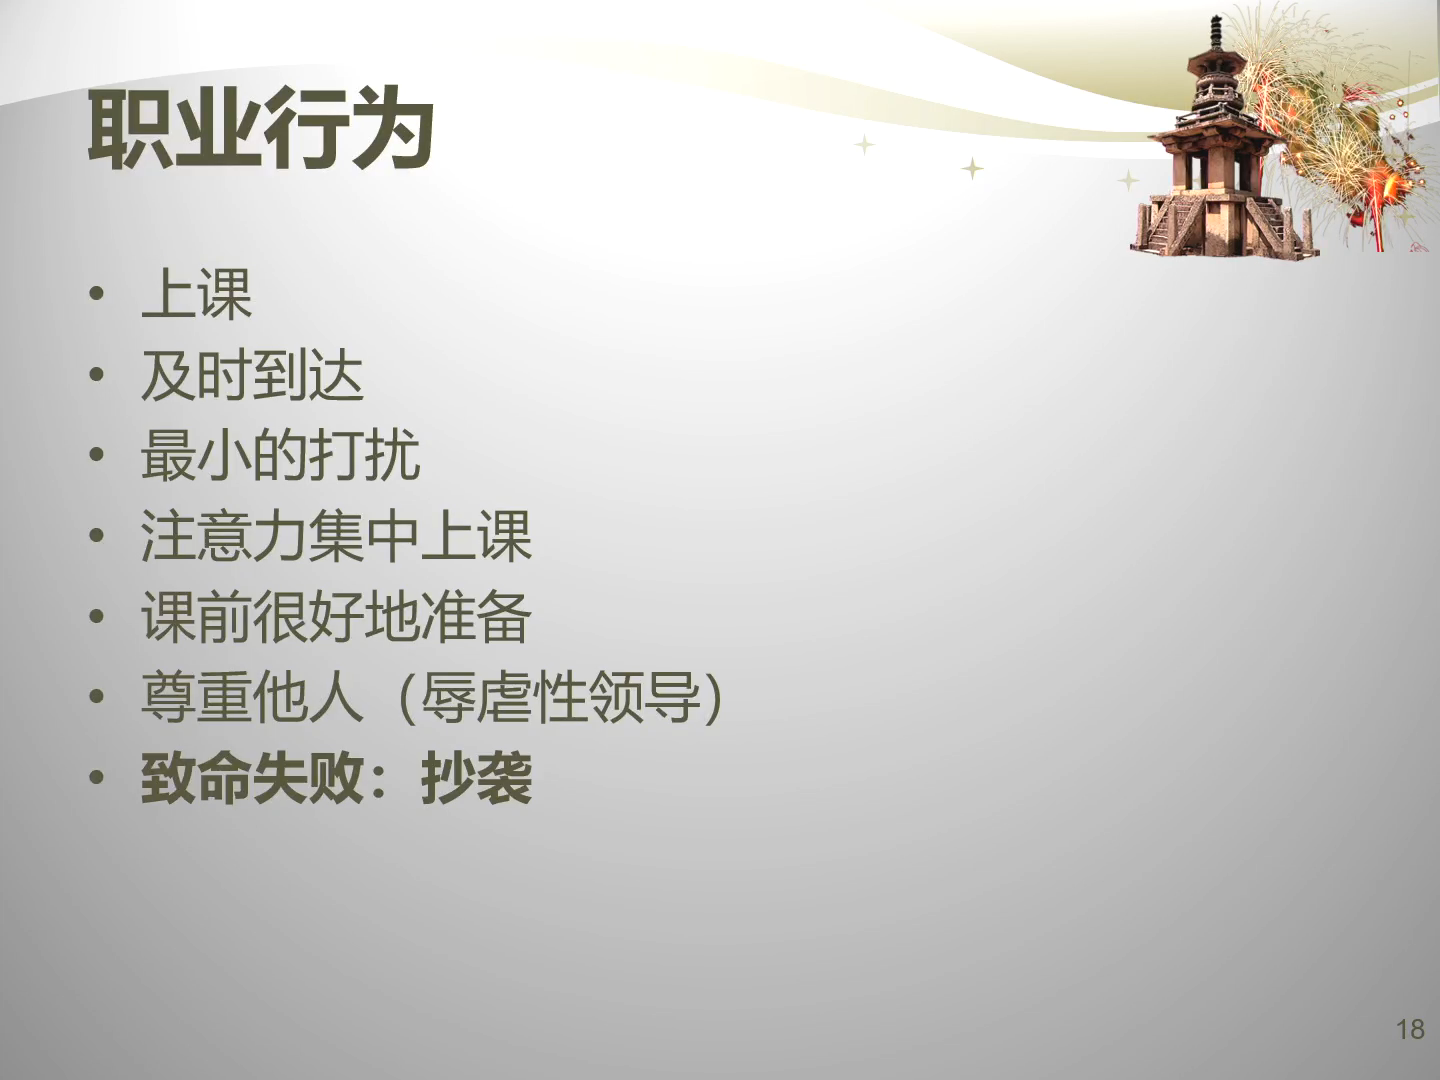 职业行为
• 上课
• 及时到达
• 最小的打扰
• 注意力集中上课
• 课前很好地准备
• 尊重他人（辱虐性领导）
• 致命失败：抄袭
18